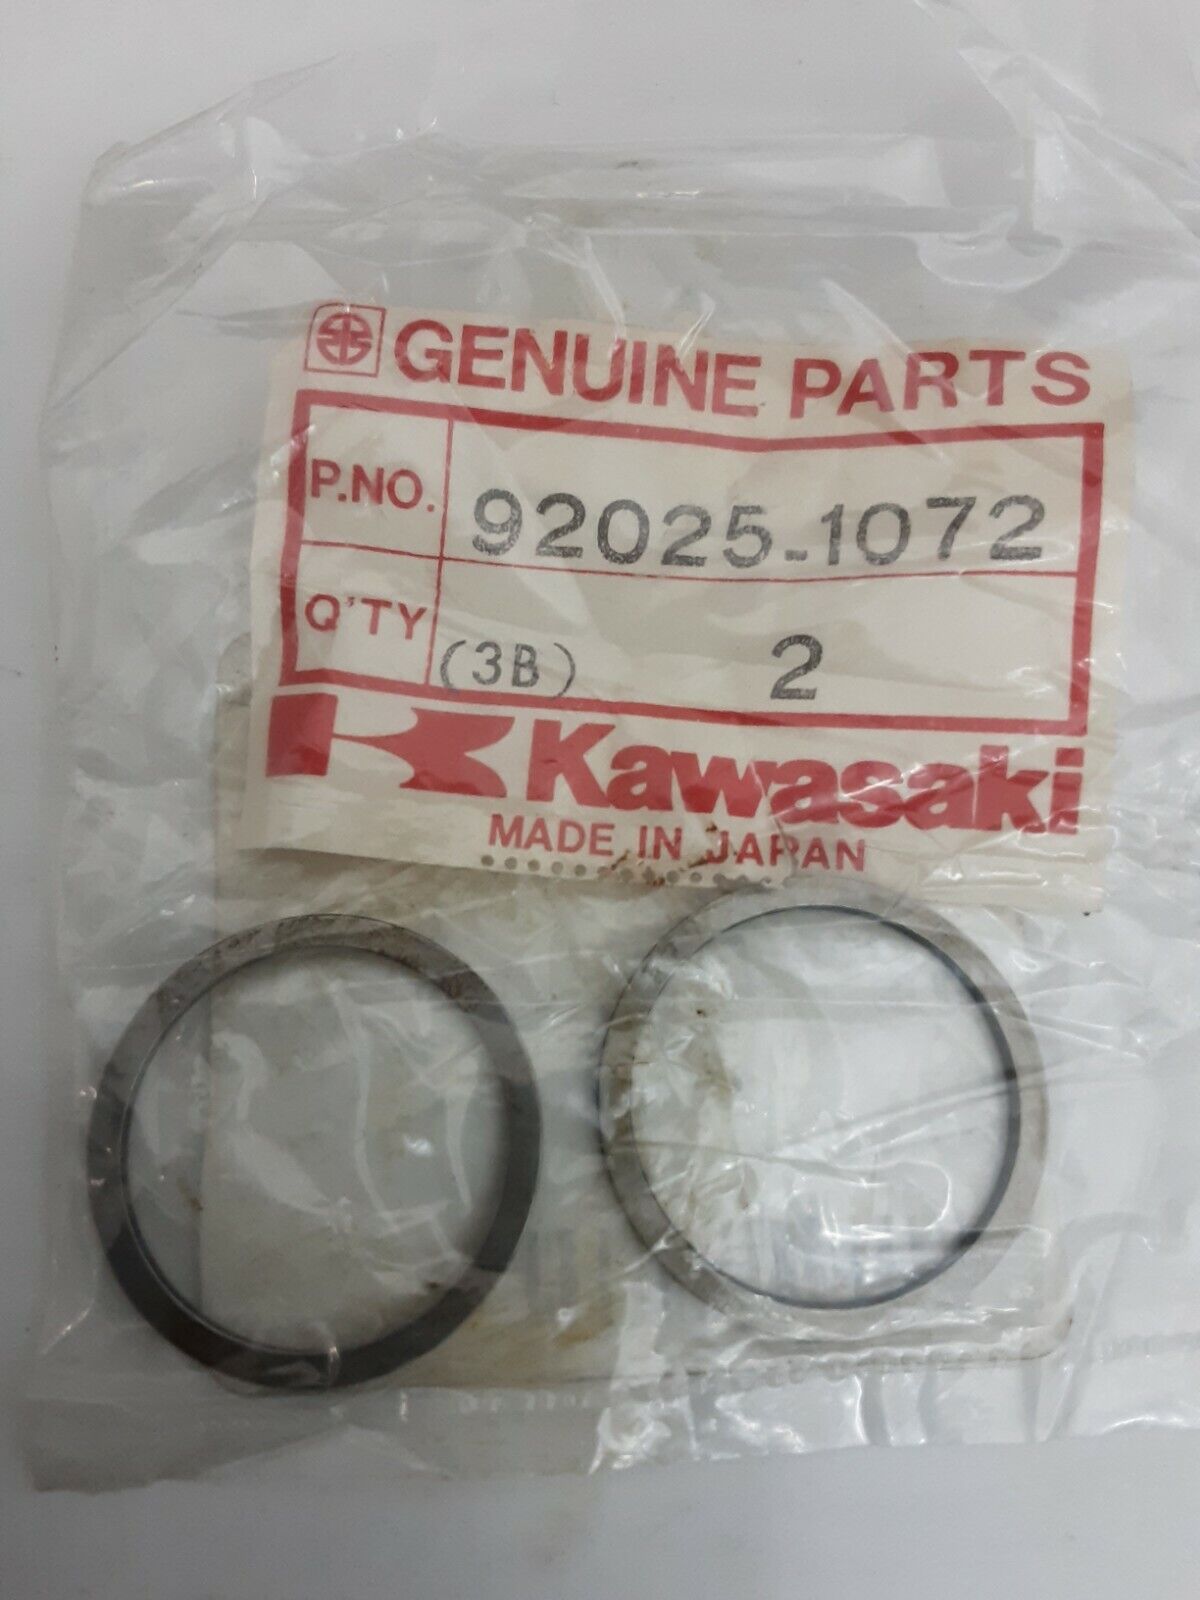 GENUINE PARTS
P.NO. 92025-1072
Q'TY (3B) 2
Kawasaki
MADE IN JAPAN